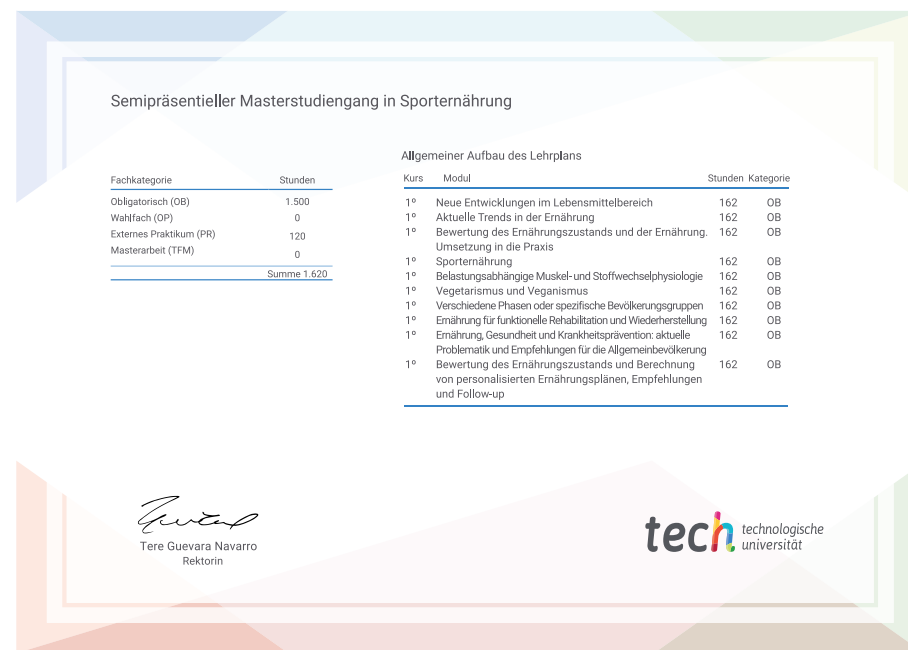 Semipräsentieller Masterstudiengang in Sporternährung
Fachkategorie Stunden
Obligatorisch (OB) 1.500
Wahlfach (OP) 0
Externes Praktikum (PR) 120
Masterarbeit (TFM) 0
Summe 1.620
Allgemeiner Aufbau des Lehrplans
Kurs Modul Stunden Kategorie
1º Neue Entwicklungen im Lebensmittelbereich 162 OB
1º Aktuelle Trends in der Ernährung 162 OB
1º Bewertung des Ernährungszustands und der Ernährung. 162 OB
Umsetzung in die Praxis
1º Sporternährung 162 OB
1º Belastungsabhängige Muskel- und Stoffwechselphysiologie 162 OB
1º Vegetarismus und Veganismus 162 OB
1º Verschiedene Phasen oder spezifische Bevölkerungsgruppen 162 OB
1º Ernährung für funktionelle Rehabilitation und Wiederherstellung 162 OB
1º Ernährung, Gesundheit und Krankheitsprävention: aktuelle 162 OB
Problematik und Empfehlungen für die Allgemeinbevölkerung
1º Bewertung des Ernährungszustands und Berechnung 162 OB
von personalisierten Ernährungsplänen, Empfehlungen
und Follow-up
Tere Guevara Navarro
Rektorin
tech technologische
universität